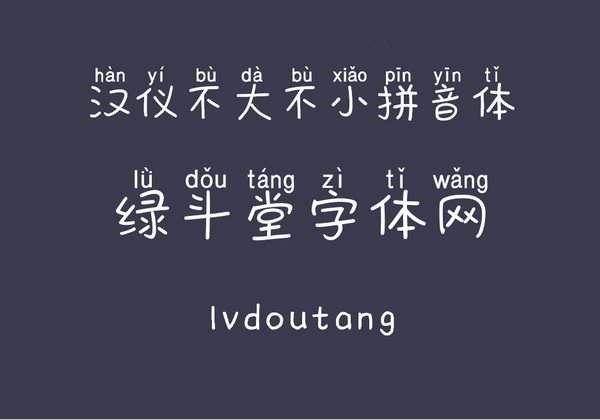 hàn yí bù dà bù xiǎo pīn yīn tǐ
汉仪不大不小拼音体
lù dǒu táng zì tǐ wǎng
绿斗堂字体网
lvdoutang